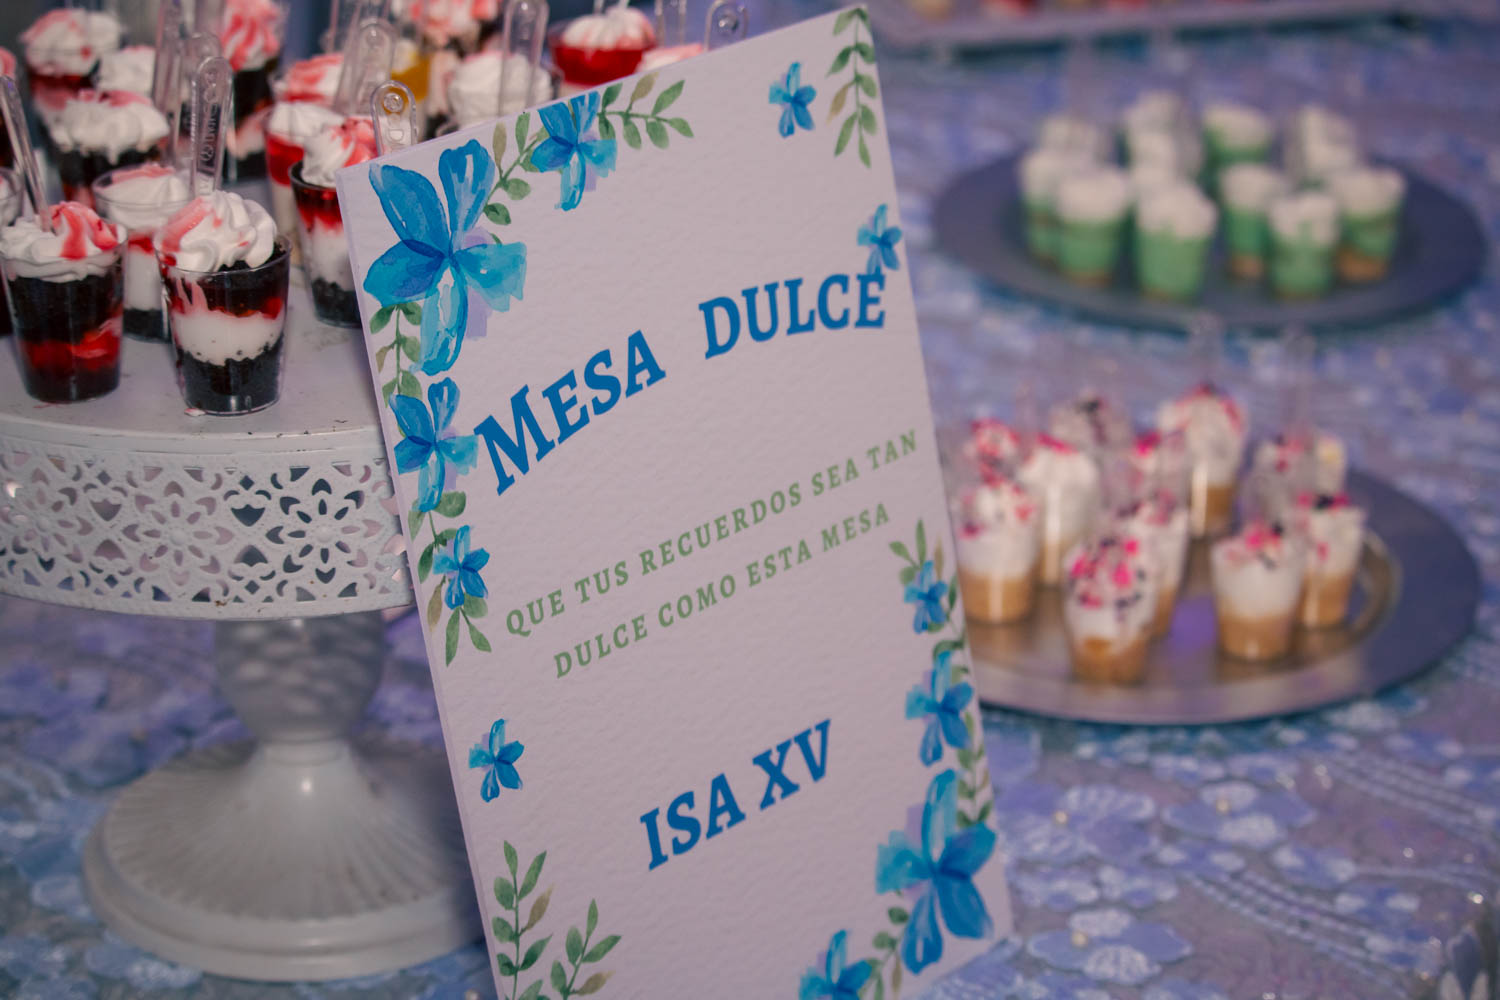 MESA DULCE
QUE TUS RECUERDOS SEA TAN
DULCE COMO ESTA MESA
ISA XV